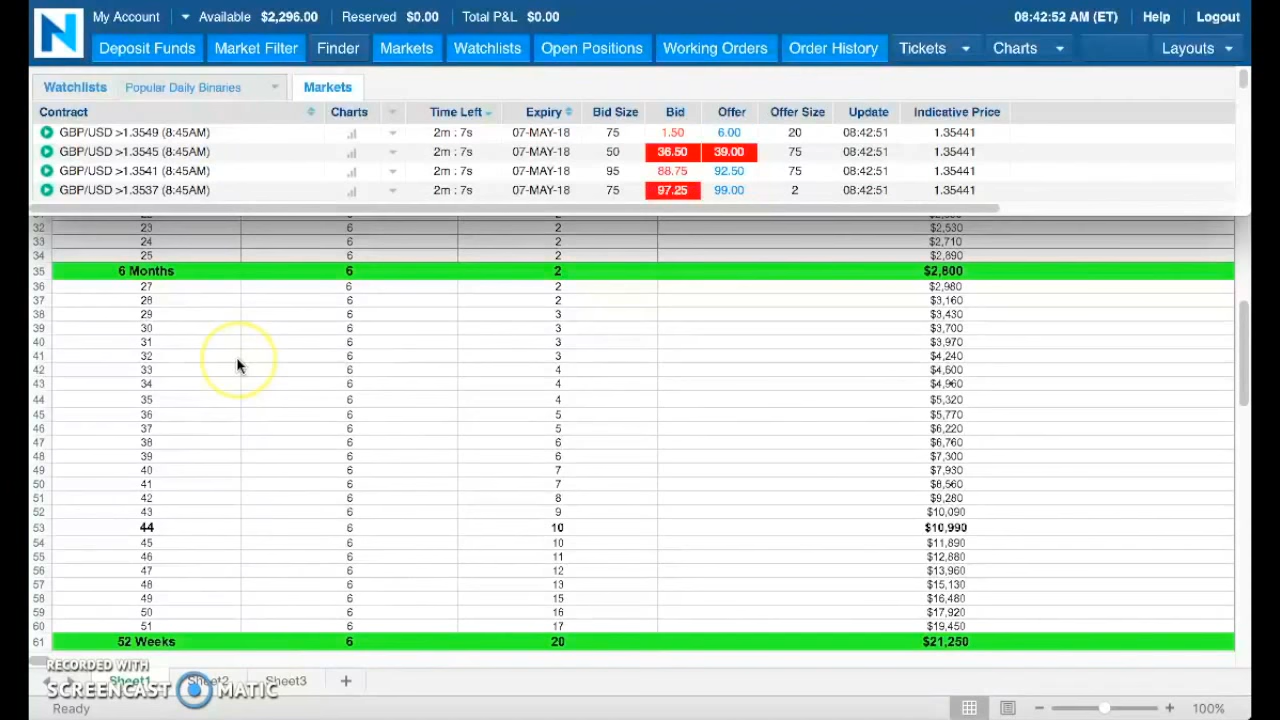 N My Account Available $2,296.00 Reserved $0.00 Total P&L $0.00 08:42:52 AM (ET) Help Logout
Deposit Funds Market Filter Finder Markets Watchlists Open Positions Working Orders Order History Tickets Charts Layouts
Watchlists Popular Daily Binaries Markets
Contract Charts Time Left Expiry Bid Size Bid Offer Offer Size Update Indicative Price
GBP/USD >1.3549 (8:45AM) 2m : 7s 07-MAY-18 75 1.50 6.00 20 08:42:51 1.35441
GBP/USD >1.3545 (8:45AM) 2m : 7s 07-MAY-18 50 36.50 39.00 75 08:42:51 1.35441
GBP/USD >1.3541 (8:45AM) 2m : 7s 07-MAY-18 95 88.75 92.50 75 08:42:51 1.35441
GBP/USD >1.3537 (8:45AM) 2m : 7s 07-MAY-18 75 97.25 99.00 2 08:42:51 1.35441
32 23 6 2 $2,530
33 24 6 2 $2,710
34 25 6 2 $2,890
35 6 Months 6 2 $2,800
36 27 6 2 $2,980
37 28 6 2 $3,160
38 29 6 3 $3,430
39 30 6 3 $3,700
40 31 6 3 $3,970
41 32 6 3 $4,240
42 33 6 4 $4,600
43 34 6 4 $4,960
44 35 6 4 $5,320
45 36 6 5 $5,770
46 37 6 5 $6,220
47 38 6 6 $6,760
48 39 6 6 $7,300
49 40 6 7 $7,930
50 41 6 7 $8,560
51 42 6 8 $9,280
52 43 6 9 $10,090
53 44 6 10 $10,990
54 45 6 10 $11,890
55 46 6 11 $12,880
56 47 6 12 $13,960
57 48 6 13 $15,130
58 49 6 15 $16,480
59 50 6 16 $17,920
60 51 6 17 $19,450
61 52 Weeks 6 20 $21,250
RECORDED WITH
SCREENCAST MATIC
Sheet1 Sheet2 Sheet3 +
Ready 100%